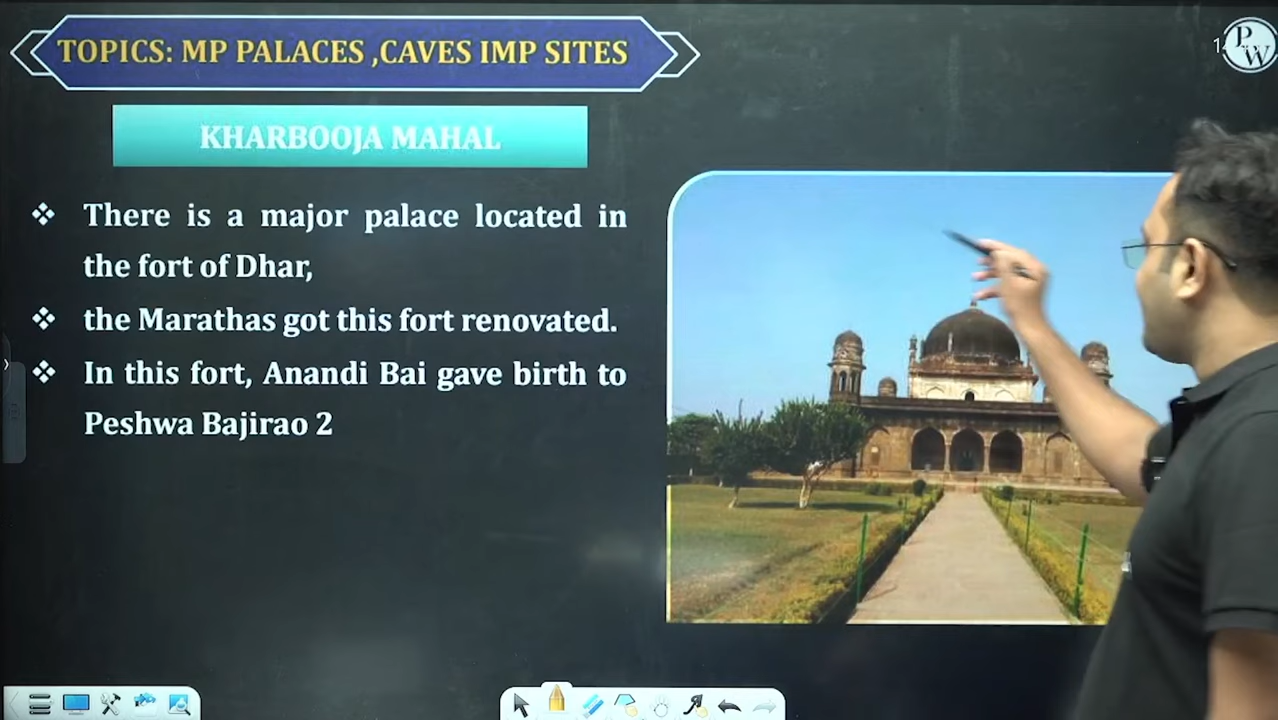 TOPICS: MP PALACES ,CAVES IMP SITES
PW
KHARBOOJA MAHAL
❖ There is a major palace located in
the fort of Dhar,
❖ the Marathas got this fort renovated.
❖ In this fort, Anandi Bai gave birth to
Peshwa Bajirao 2